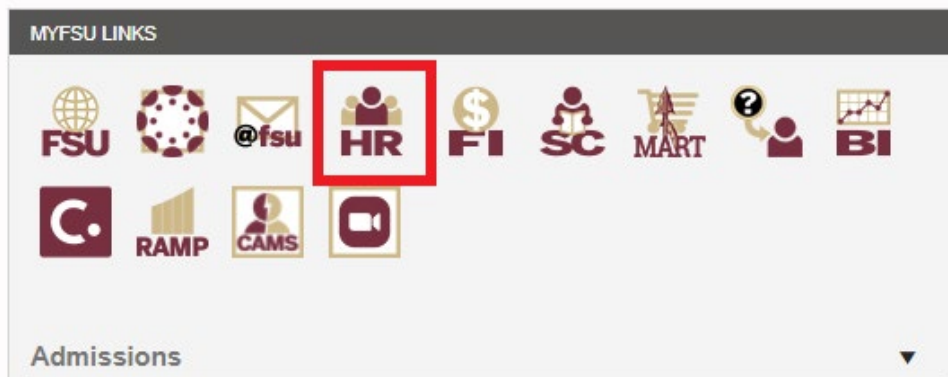 MYFSU LINKS
FSU @fsu HR $ FI SC MART ? BI
C. RAMP CAMS
Admissions